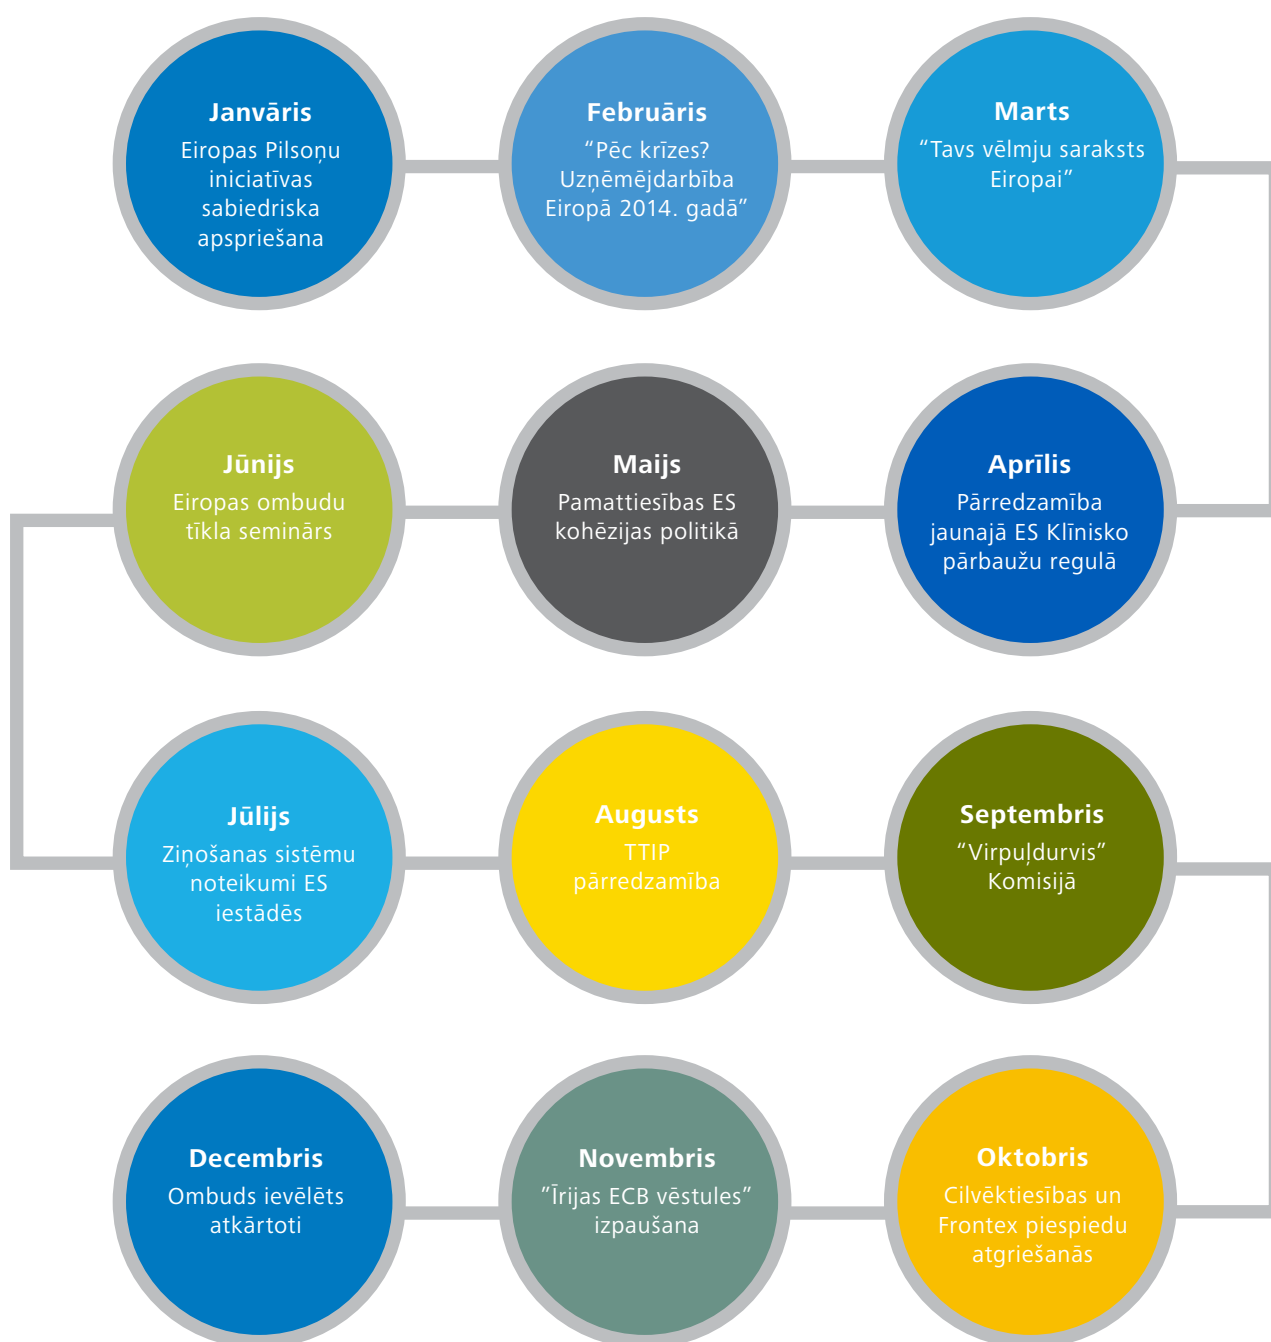 Janvāris
Eiropas Pilsoņu
iniciatīvas
sabiedriska
apspriešana
Februāris
“Pēc krīzes?
Uzņēmējdarbība
Eiropā 2014. gadā”
Marts
“Tavs vēlmju saraksts
Eiropai”
Aprīlis
Pārredzamība
jaunajā ES Klīnisko
pārbaužu regulā
Maijs
Pamattiesības ES
kohēzijas politikā
Jūnijs
Eiropas ombudu
tīkla seminārs
Jūlijs
Ziņošanas sistēmu
noteikumi ES
iestādēs
Augusts
TTIP
pārredzamība
Septembris
“Virpuļdurvis”
Komisijā
Oktobris
Cilvēktiesības un
Frontex piespiedu
atgriešanās
Novembris
”Īrijas ECB vēstules”
izpaušana
Decembris
Ombuds ievēlēts
atkārtoti